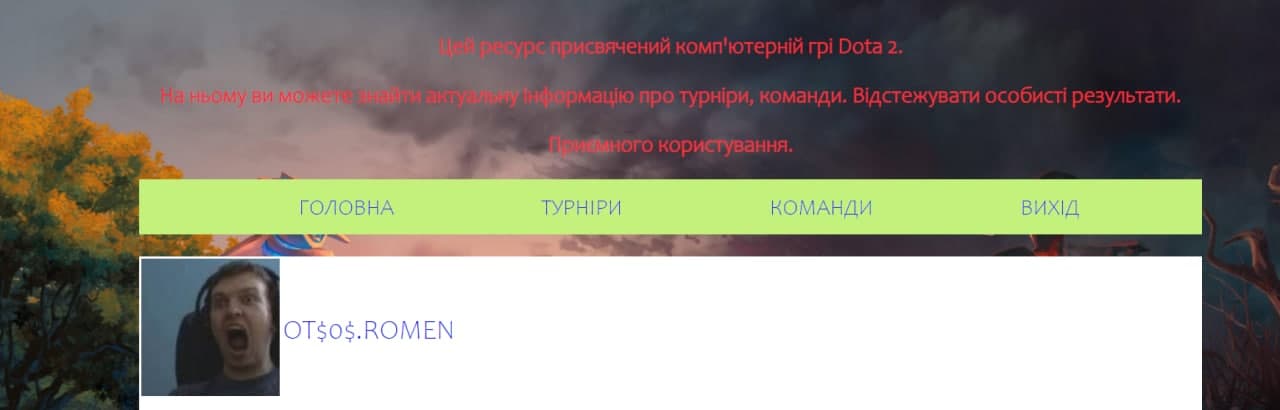 Цей ресурс присвячений комп'ютерній грі Dota 2.
На ньому ви можете знайти актуальну інформацію про турніри, команди. Відстежувати особисті результати.
Приємного користування.
ГОЛОВНА ТУРНІРИ КОМАНДИ ВИХІД
OT$0$.ROMEN